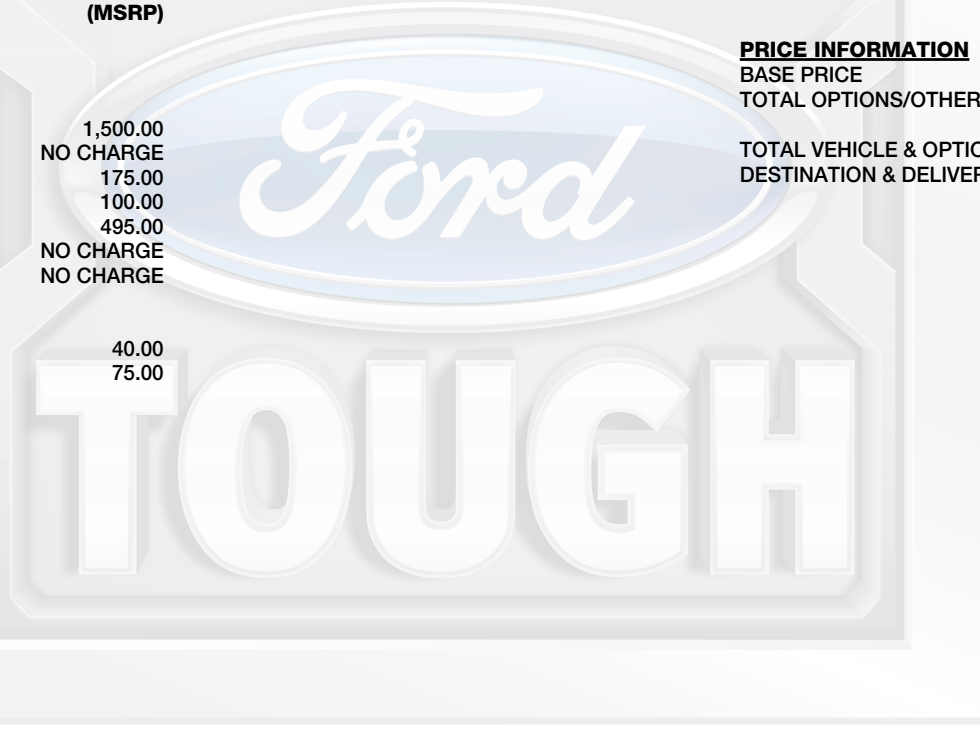 (MSRP)
1,500.00
NO CHARGE
175.00
100.00
495.00
NO CHARGE
NO CHARGE
40.00
75.00
PRICE INFORMATION
BASE PRICE
TOTAL OPTIONS/OTHER
TOTAL VEHICLE & OPTIO
DESTINATION & DELIVER
Ford
TOUGH